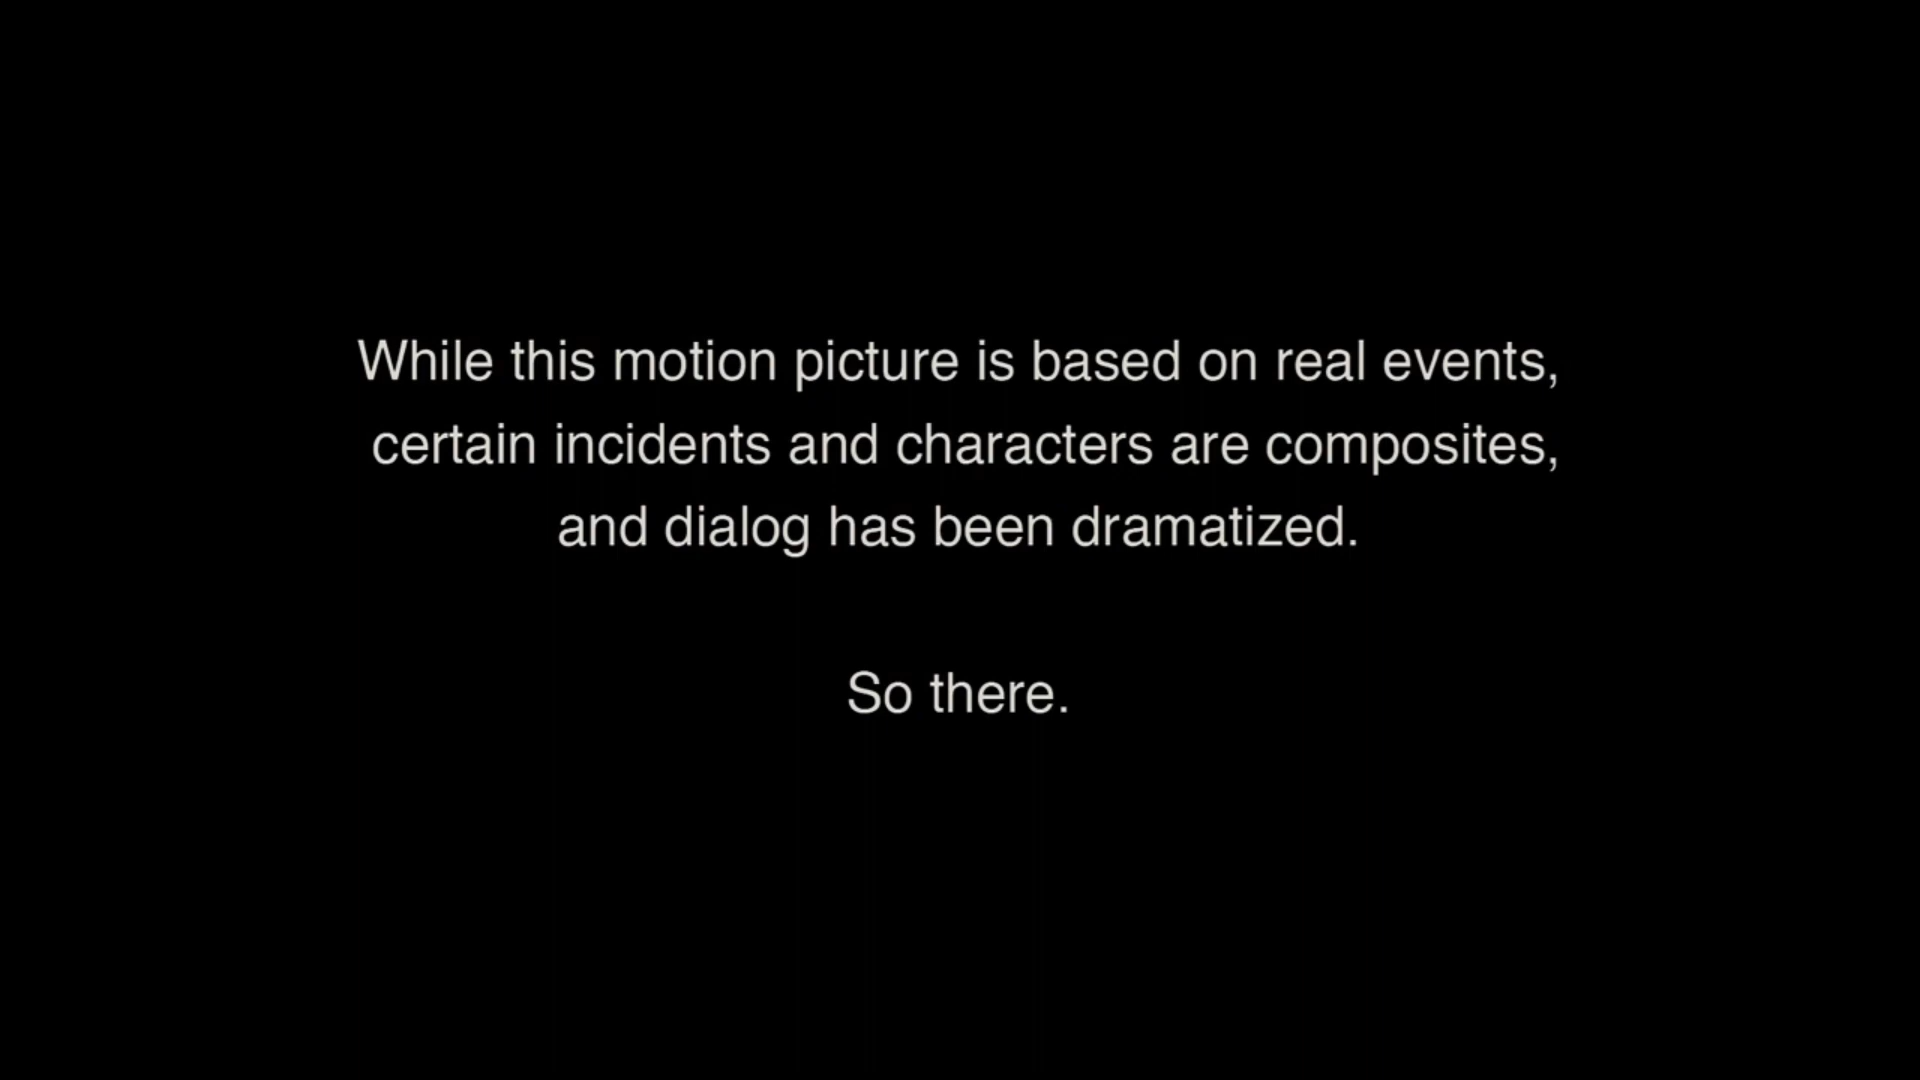 While this motion picture is based on real events,
certain incidents and characters are composites,
and dialog has been dramatized.
So there.